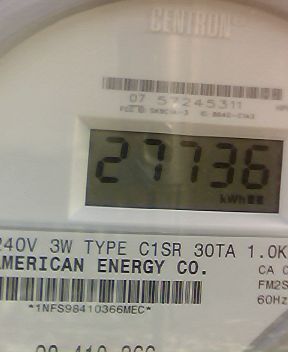 CENTRON
07 57245311
27736
kWh
240V 3W TYPE C1SR 30TA 1.0K
AMERICAN ENERGY CO.
CA 0
FM2S
60Hz
*1NFS98410366MEC*